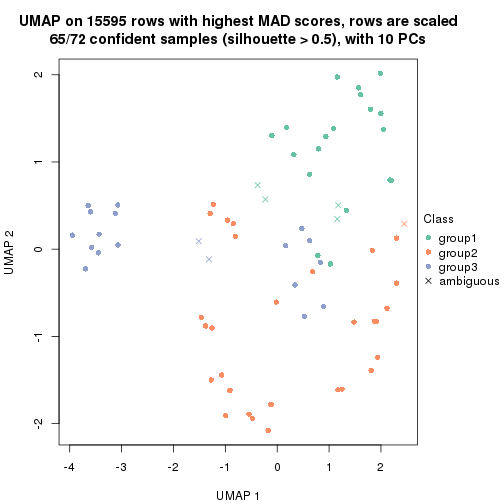 UMAP on 15595 rows with highest MAD scores, rows are scaled
65/72 confident samples (silhouette > 0.5), with 10 PCs
2
1
0
-1
-2
UMAP 2
-4
-3
-2
-1
0
1
2
UMAP 1
Class
group1
group2
group3
ambiguous